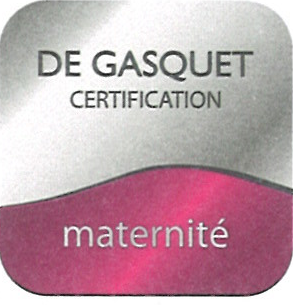 DE GASQUET
CERTIFICATION
maternité